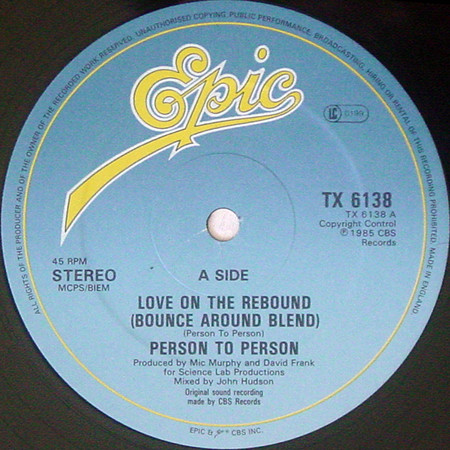 ALL RIGHTS OF THE PRODUCER AND OF THE OWNER OF THE RECORDED WORK RESERVED. UNAUTHORISED COPYING, PUBLIC PERFORMANCE, BROADCASTING, HIRING OR RENTAL OF THIS RECORDING PROHIBITED. MADE IN ENGLAND.
Epic
LC 0199
TX 6138
TX 6138 A
Copyright Control
℗ 1985 CBS
Records
45 RPM
STEREO
MCPS/BIEM
A SIDE
LOVE ON THE REBOUND
(BOUNCE AROUND BLEND)
(Person To Person)
PERSON TO PERSON
Produced by Mic Murphy and David Frank
for Science Lab Productions
Mixed by John Hudson
Original sound recording
made by CBS Records
EPIC & Epic CBS INC.